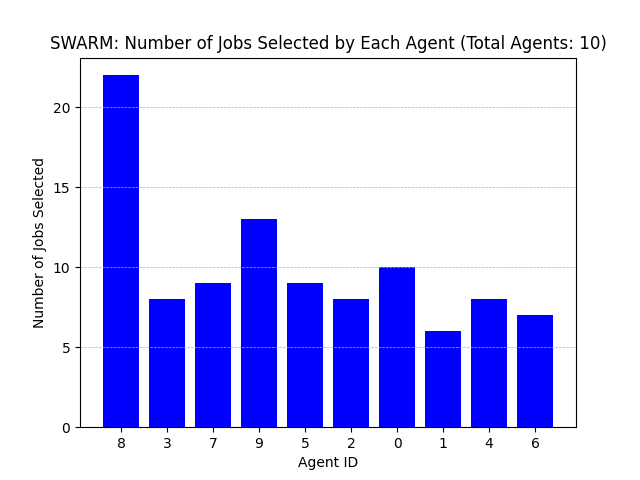 SWARM: Number of Jobs Selected by Each Agent (Total Agents: 10)
Number of Jobs Selected
20
15
10
5
0
8 3 7 9 5 2 0 1 4 6
Agent ID